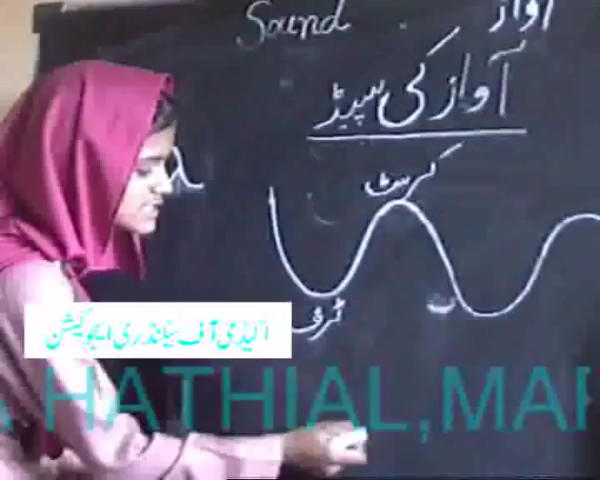 Sound
آواز
آواز کی سپیڈ
کرسٹ
ٹرف
اکیڈمی آف سیکنڈری ایجوکیشن
HATHIAL,MAR